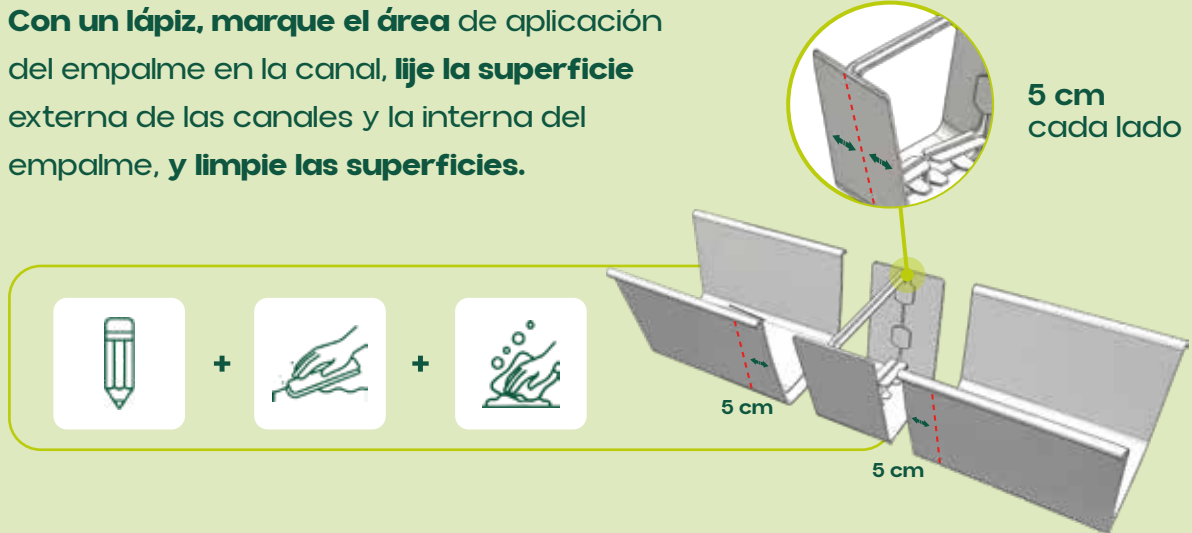 Con un lápiz, marque el área de aplicación
del empalme en la canal, lije la superficie
externa de las canales y la interna del
empalme, y limpie las superficies.
5 cm
cada lado
+
+
5 cm
5 cm